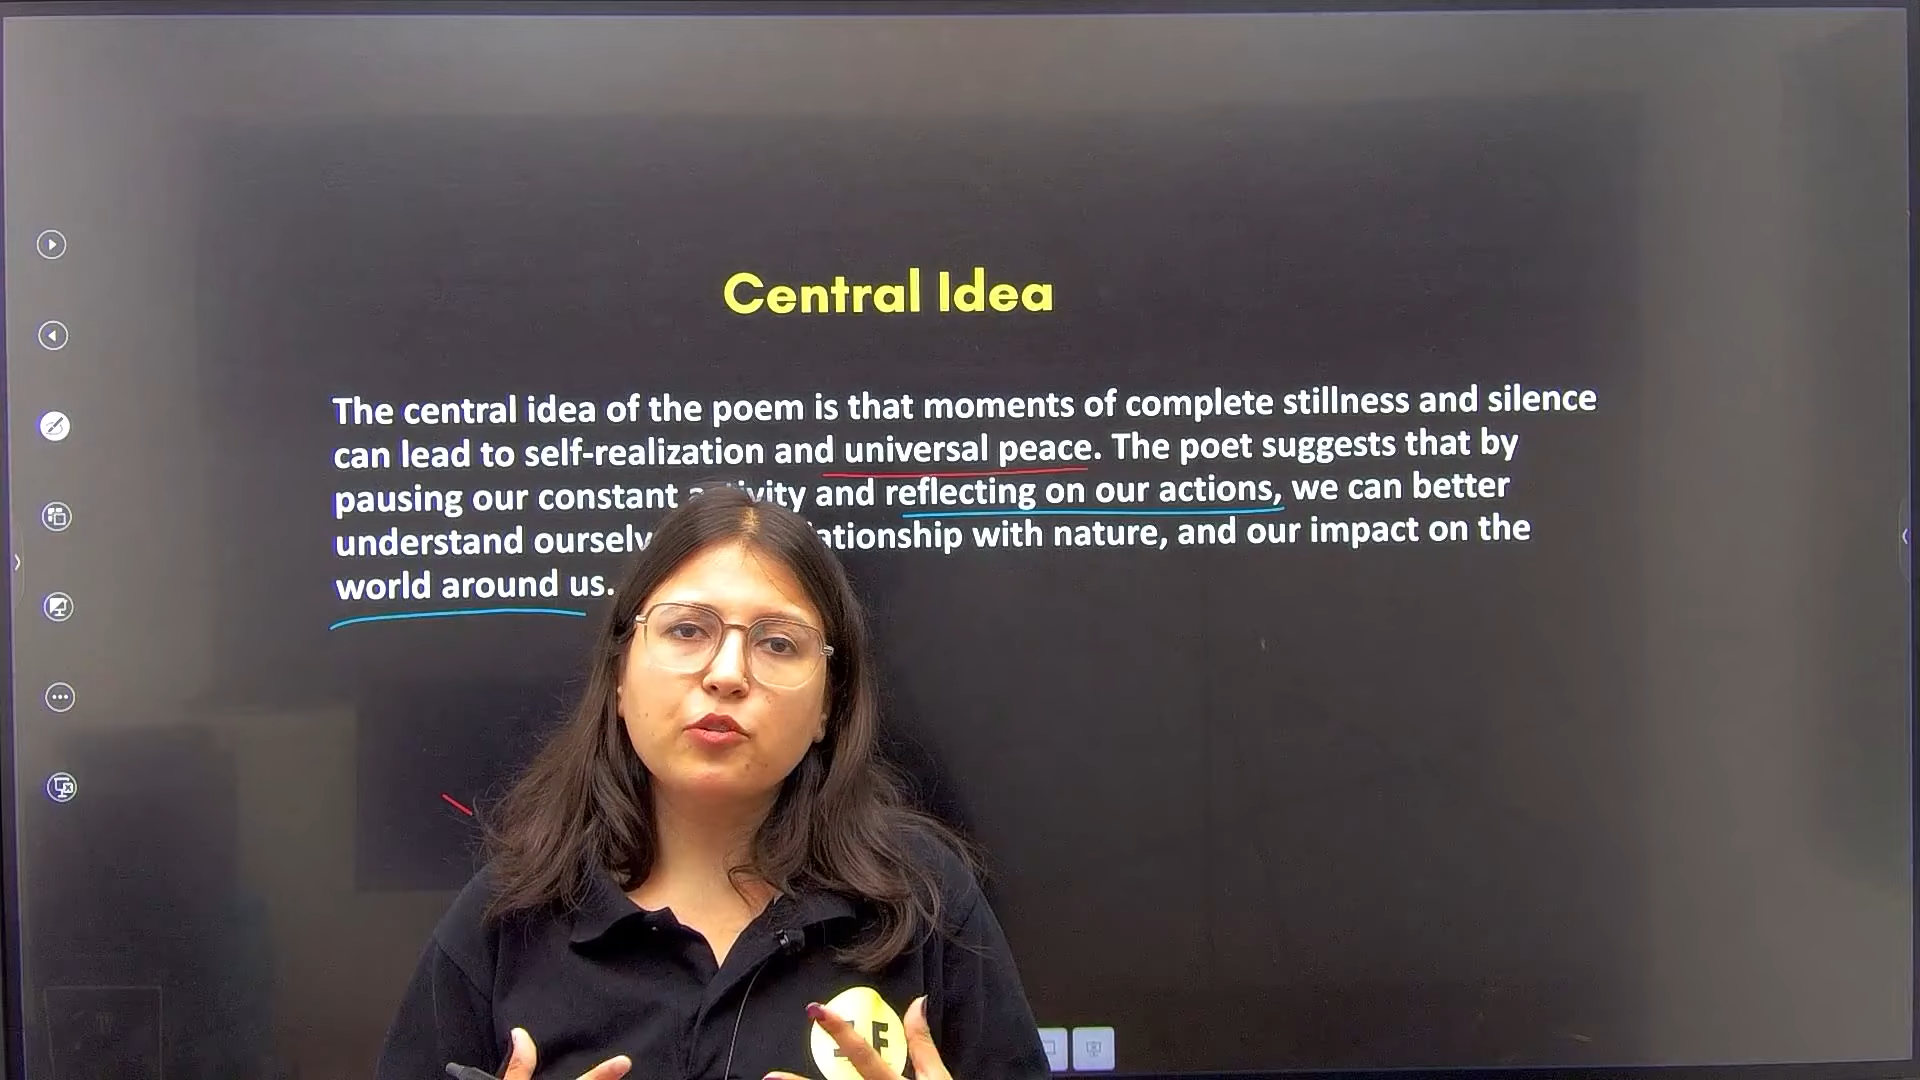 Central Idea
The central idea of the poem is that moments of complete stillness and silence
can lead to self-realization and universal peace. The poet suggests that by
pausing our constant and reflecting on our actions, we can better
understand with nature, and our impact on the
world around us.